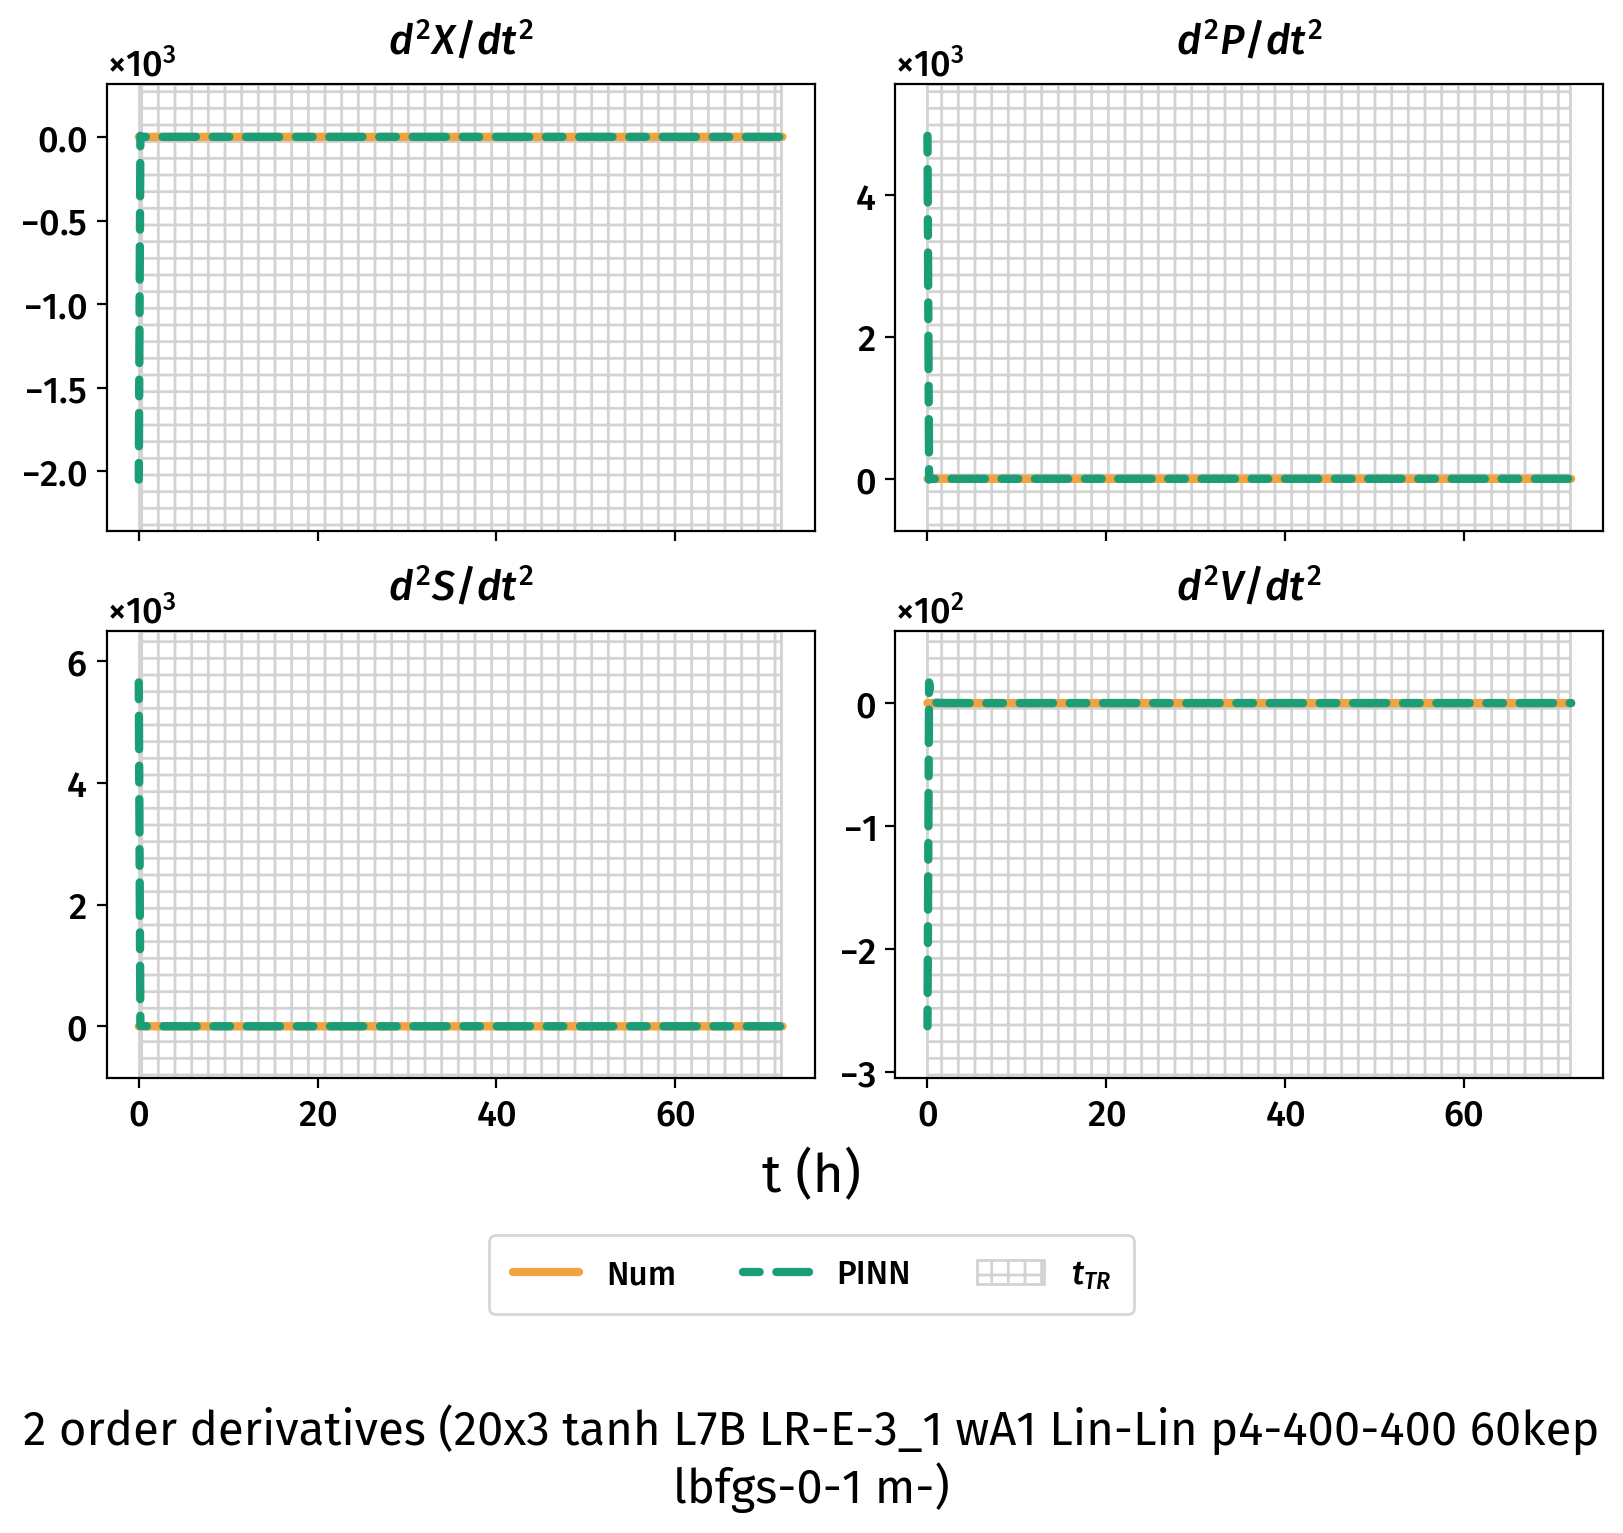 d²X/dt²
×10³
0.0
−0.5
−1.0
−1.5
−2.0
d²P/dt²
×10³
4
2
0
d²S/dt²
×10³
6
4
2
0
0 20 40 60
d²V/dt²
×10²
0
−1
−2
−3
0 20 40 60
t (h)
Num PINN t_TR
2 order derivatives (20x3 tanh L7B LR-E-3_1 wA1 Lin-Lin p4-400-400 60kep
lbfgs-0-1 m-)